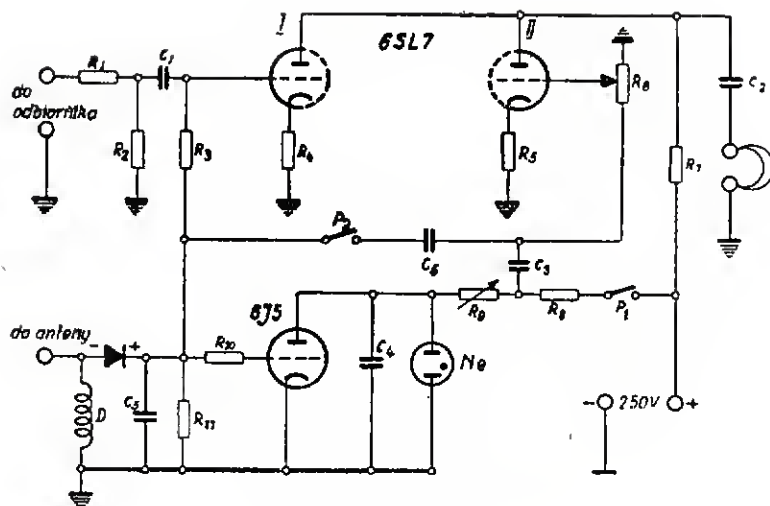 I
6SL7
II
R1
C1
do
odbiornika
R2
R3
R4
R5
R6
C2
R7
P2
C6
C3
6J5
R9
R8
P1
do anteny
- +
R10
C4
Ne
D
C5
R11
- 250V +